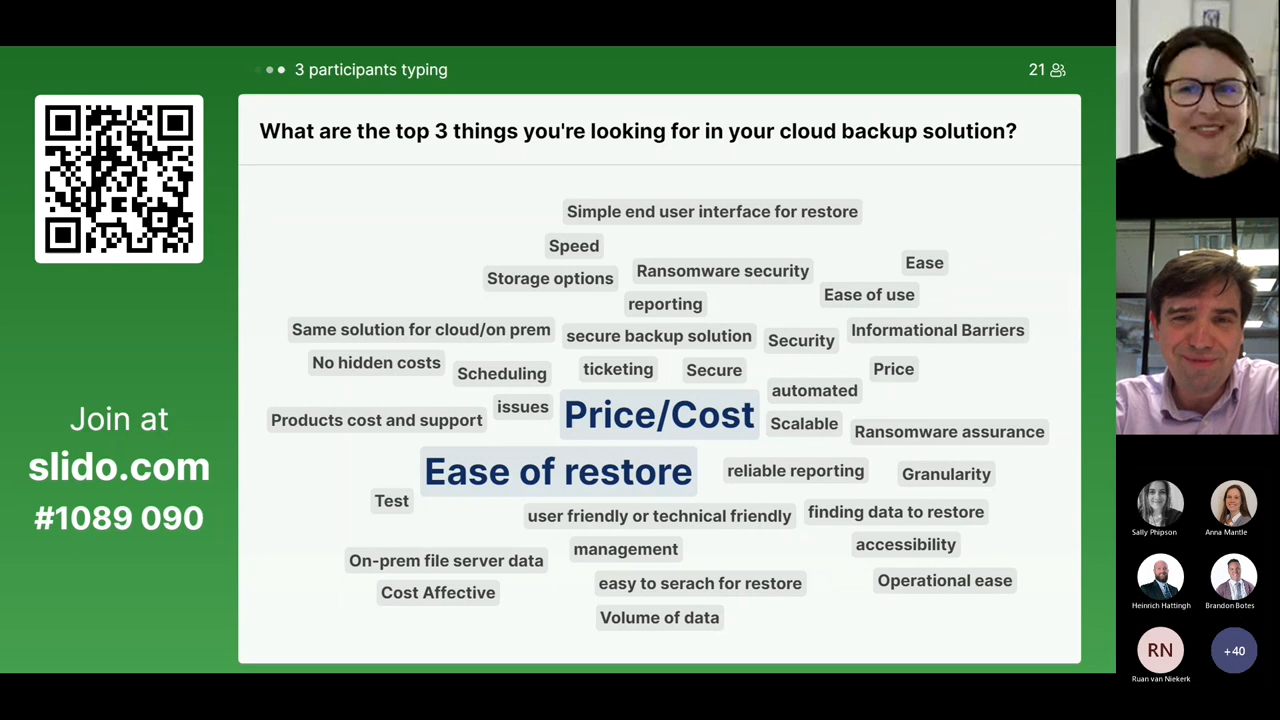 3 participants typing
21
What are the top 3 things you're looking for in your cloud backup solution?
Simple end user interface for restore
Speed
Ransomware security
Ease
Storage options
Ease of use
reporting
Same solution for cloud/on prem
secure backup solution
Security
Informational Barriers
No hidden costs
Scheduling
ticketing
Secure
Price
automated
issues
Price/Cost
Products cost and support
Scalable
Ransomware assurance
Ease of restore
reliable reporting
Granularity
Test
user friendly or technical friendly
finding data to restore
management
accessibility
On-prem file server data
easy to serach for restore
Operational ease
Cost Affective
Volume of data
Join at
slido.com
#1089 090
Sally Phipson
Anna Mantle
Heinrich Hattingh
Brandon Botes
RN
+40
Ruan van Niekerk